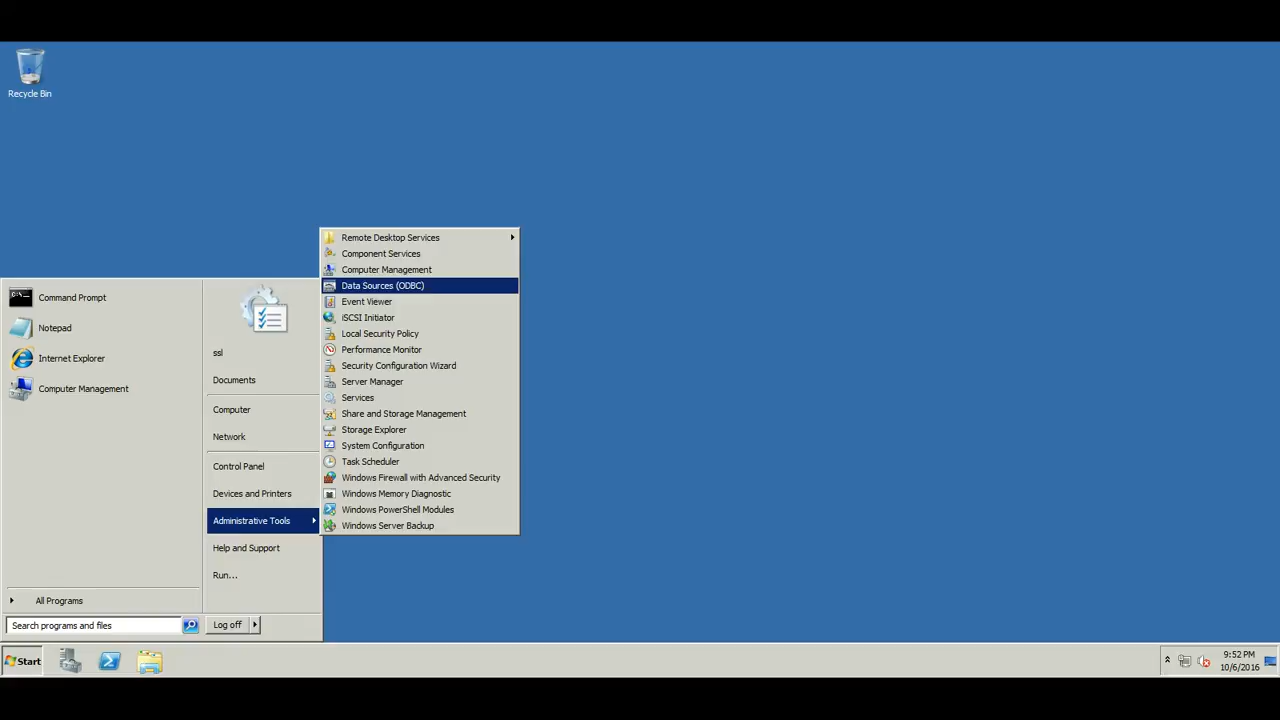 Recycle Bin
Remote Desktop Services
Component Services
Computer Management
Data Sources (ODBC)
Event Viewer
iSCSI Initiator
Local Security Policy
Performance Monitor
Security Configuration Wizard
Server Manager
Services
Share and Storage Management
Storage Explorer
System Configuration
Task Scheduler
Windows Firewall with Advanced Security
Windows Memory Diagnostic
Windows PowerShell Modules
Windows Server Backup
Command Prompt
Notepad
Internet Explorer
Computer Management
All Programs
Search programs and files
ssl
Documents
Computer
Network
Control Panel
Devices and Printers
Administrative Tools
Help and Support
Run...
Log off
Start
9:52 PM
10/6/2016